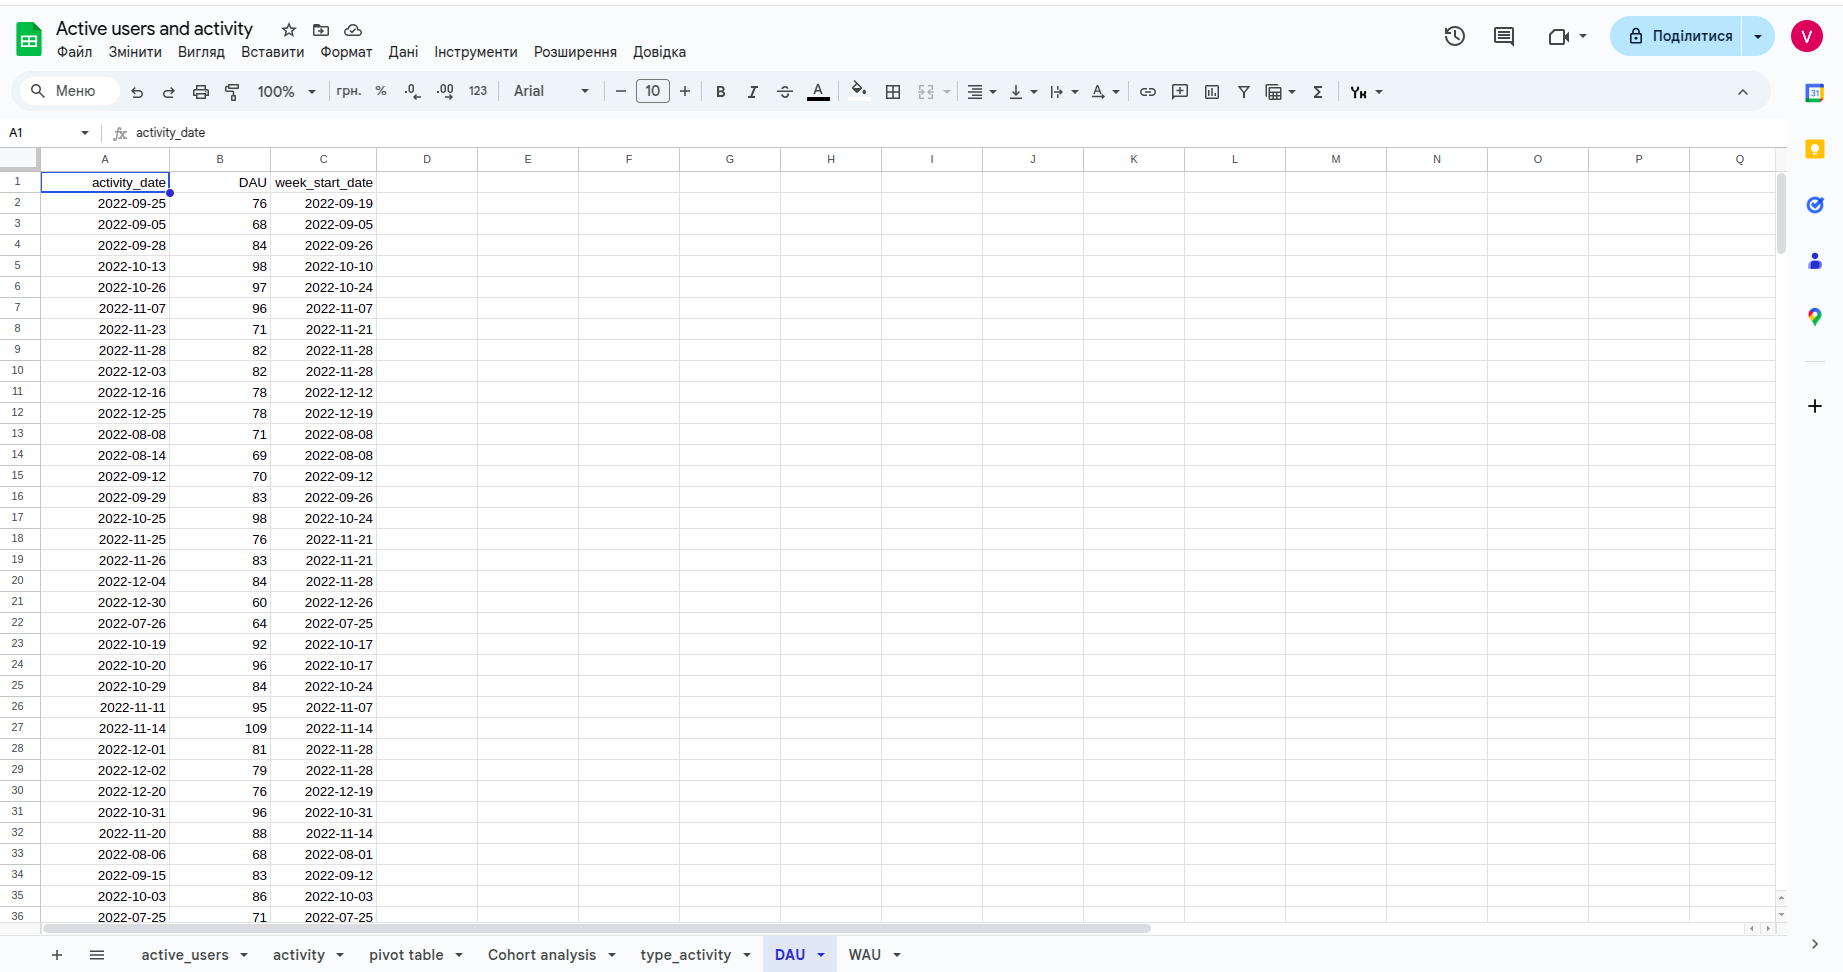 Active users and activity
Файл Змінити Вигляд Вставити Формат Дані Інструменти Розширення Довідка
Поділитися
V
Меню 100% грн. % .0 .00 123 Arial 10 B I A Σ Ун
31
A1 fx activity_date
A B C D E F G H I J K L M N O P Q
1 activity_date DAU week_start_date
2 2022-09-25 76 2022-09-19
3 2022-09-05 68 2022-09-05
4 2022-09-28 84 2022-09-26
5 2022-10-13 98 2022-10-10
6 2022-10-26 97 2022-10-24
7 2022-11-07 96 2022-11-07
8 2022-11-23 71 2022-11-21
9 2022-11-28 82 2022-11-28
10 2022-12-03 82 2022-11-28
11 2022-12-16 78 2022-12-12
12 2022-12-25 78 2022-12-19
13 2022-08-08 71 2022-08-08
14 2022-08-14 69 2022-08-08
15 2022-09-12 70 2022-09-12
16 2022-09-29 83 2022-09-26
17 2022-10-25 98 2022-10-24
18 2022-11-25 76 2022-11-21
19 2022-11-26 83 2022-11-21
20 2022-12-04 84 2022-11-28
21 2022-12-30 60 2022-12-26
22 2022-07-26 64 2022-07-25
23 2022-10-19 92 2022-10-17
24 2022-10-20 96 2022-10-17
25 2022-10-29 84 2022-10-24
26 2022-11-11 95 2022-11-07
27 2022-11-14 109 2022-11-14
28 2022-12-01 81 2022-11-28
29 2022-12-02 79 2022-11-28
30 2022-12-20 76 2022-12-19
31 2022-10-31 96 2022-10-31
32 2022-11-20 88 2022-11-14
33 2022-08-06 68 2022-08-01
34 2022-09-15 83 2022-09-12
35 2022-10-03 86 2022-10-03
36 2022-07-25 71 2022-07-25
active_users activity pivot table Cohort analysis type_activity DAU WAU